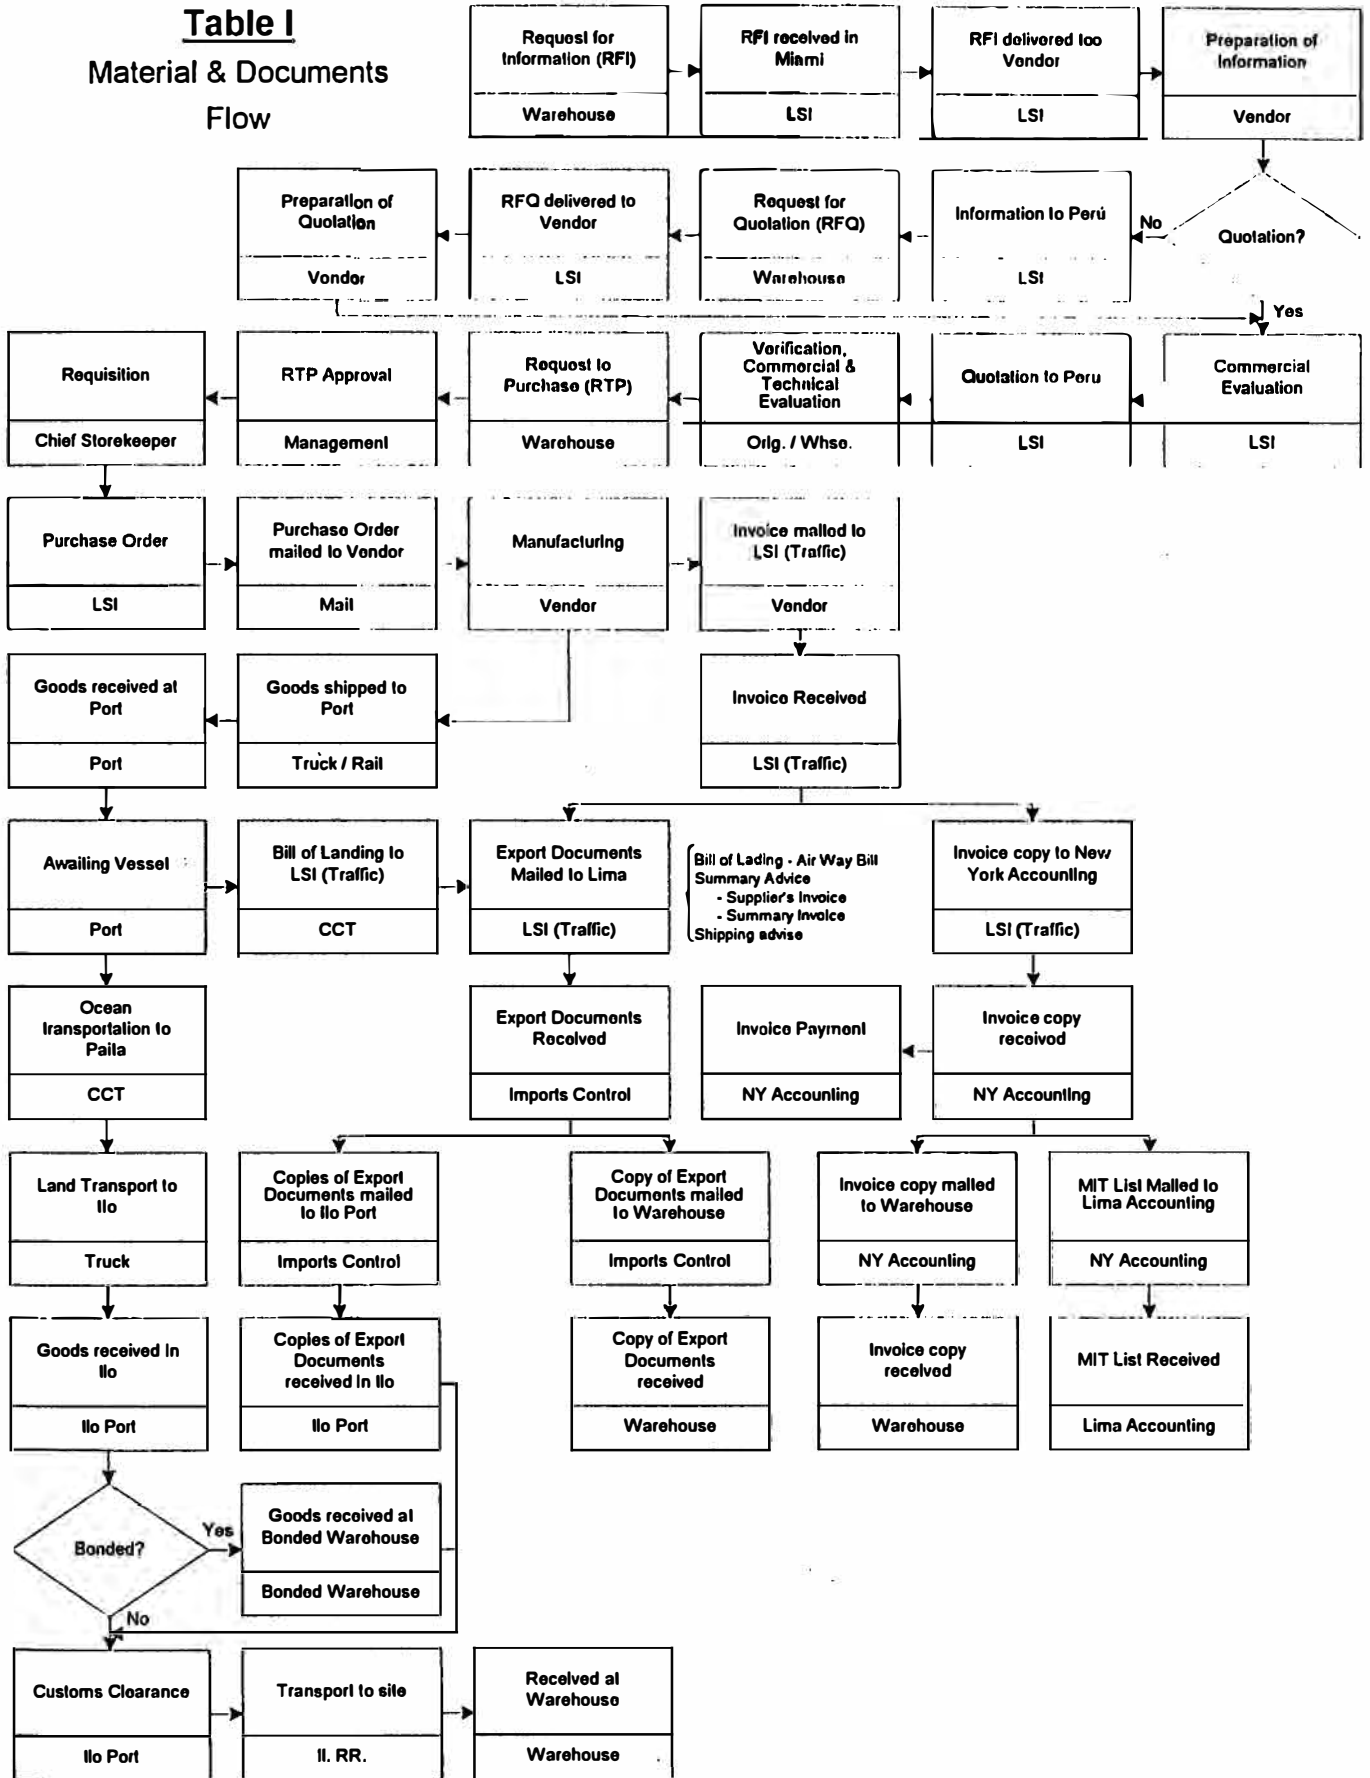 Table I
Material & Documents
Flow
Request for
Information (RFI)
Warehouse
RFI received in
Miami
LSI
RFI delivered too
Vendor
LSI
Preparation of
Information
Vendor
Quotation?
No
Yes
Information to Perú
LSI
Request for
Quotation (RFQ)
Warehouse
RFQ delivered to
Vendor
LSI
Preparation of
Quotation
Vendor
Commercial
Evaluation
LSI
Quotation to Peru
LSI
Verification,
Commercial &
Technical
Evaluation
Orig. / Whse.
Request to
Purchase (RTP)
Warehouse
RTP Approval
Management
Requisition
Chief Storekeeper
Purchase Order
LSI
Purchase Order
mailed to Vendor
Mail
Manufacturing
Vendor
Invoice mailed to
LSI (Traffic)
Vendor
Goods received at
Port
Port
Goods shipped to
Port
Truck / Rail
Invoice Received
LSI (Traffic)
Awaiting Vessel
Port
Bill of Landing to
LSI (Traffic)
CCT
Export Documents
Mailed to Lima
LSI (Traffic)
Bill of Lading - Air Way Bill
Summary Advice
- Supplier's Invoice
- Summary Invoice
Shipping advise
Invoice copy to New
York Accounting
LSI (Traffic)
Ocean
transportation to
Paita
CCT
Export Documents
Received
Imports Control
Invoice Payment
NY Accounting
Invoice copy
received
NY Accounting
Land Transport to
Ilo
Truck
Copies of Export
Documents mailed
to Ilo Port
Imports Control
Copy of Export
Documents mailed
to Warehouse
Imports Control
Invoice copy mailed
to Warehouse
NY Accounting
MIT List Mailed to
Lima Accounting
NY Accounting
Goods received in
Ilo
Ilo Port
Copies of Export
Documents
received in Ilo
Ilo Port
Copy of Export
Documents
received
Warehouse
Invoice copy
received
Warehouse
MIT List Received
Lima Accounting
Bonded?
Yes
No
Goods received at
Bonded Warehouse
Bonded Warehouse
Customs Clearance
Ilo Port
Transport to site
Il. RR.
Received at
Warehouse
Warehouse